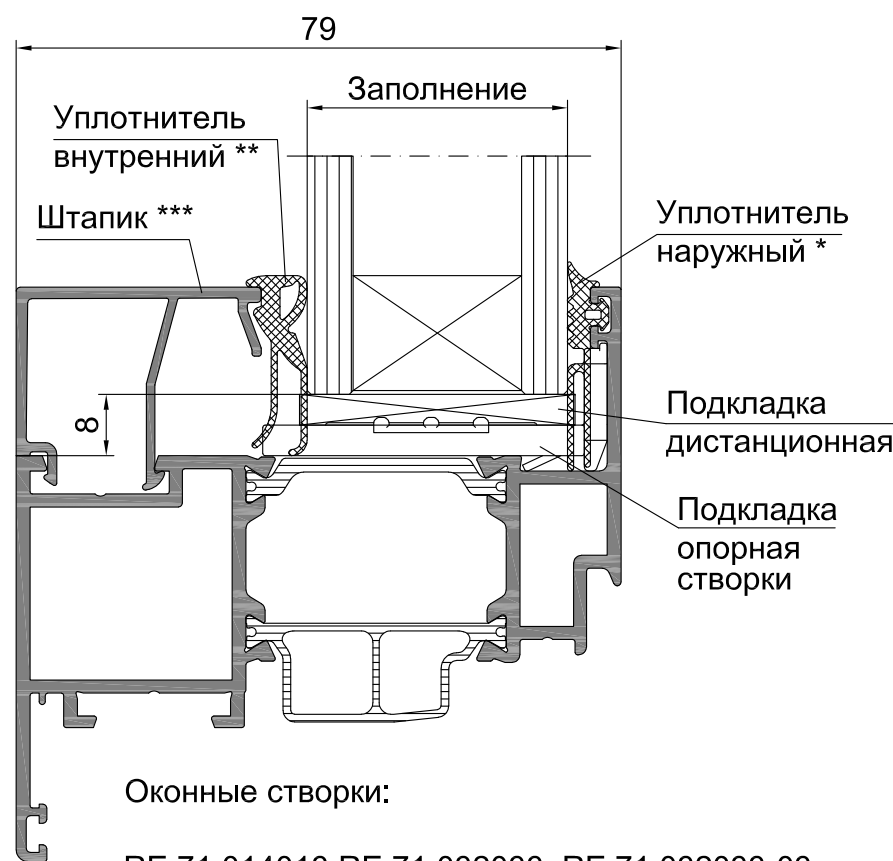 79
Заполнение
Уплотнитель
внутренний **
Штапик ***
Уплотнитель
наружный *
8
Подкладка
дистанционная
Подкладка
опорная
створки
Оконные створки: